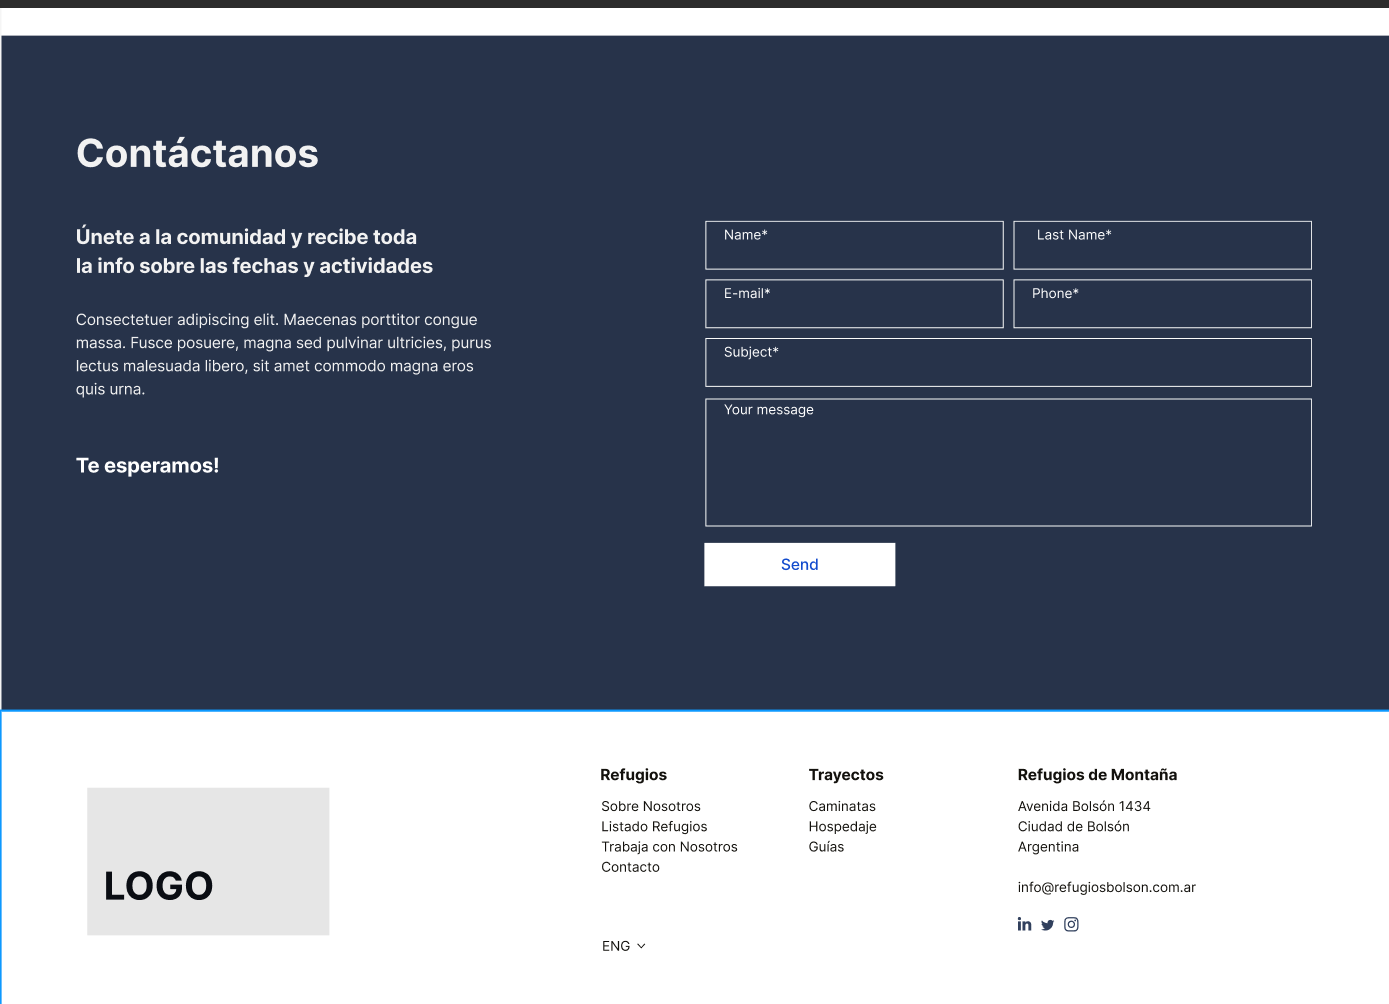 Contáctanos
Únete a la comunidad y recibe toda
la info sobre las fechas y actividades
Consectetuer adipiscing elit. Maecenas porttitor congue
massa. Fusce posuere, magna sed pulvinar ultricies, purus
lectus malesuada libero, sit amet commodo magna eros
quis urna.
Te esperamos!
Name*
Last Name*
E-mail*
Phone*
Subject*
Your message
Send
LOGO
Refugios
Sobre Nosotros
Listado Refugios
Trabaja con Nosotros
Contacto
ENG
Trayectos
Caminatas
Hospedaje
Guías
Refugios de Montaña
Avenida Bolsón 1434
Ciudad de Bolsón
Argentina
info@refugiosbolson.com.ar